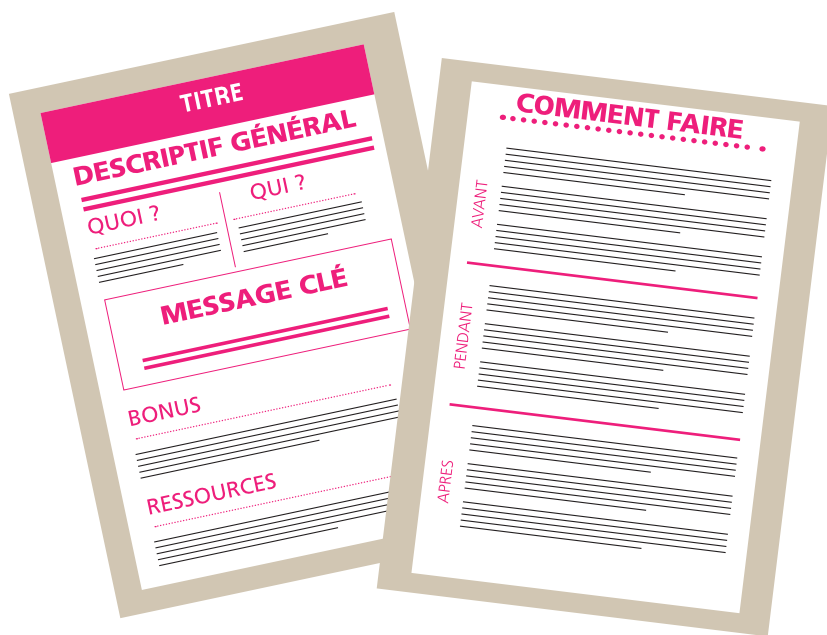 TITRE
DESCRIPTIF GÉNÉRAL
QUOI ?
QUI ?
MESSAGE CLÉ
BONUS
RESSOURCES
COMMENT FAIRE
AVANT
PENDANT
APRES